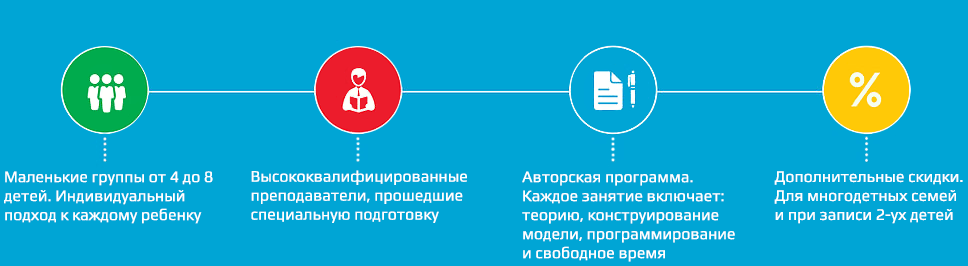 %
Маленькие группы от 4 до 8
детей. Индивидуальный
подход к каждому ребенку
Высококвалифицированные
преподаватели, прошедшие
специальную подготовку
Авторская программа.
Каждое занятие включает:
теорию, конструирование
модели, программирование
и свободное время
Дополнительные скидки.
Для многодетных семей
и при записи 2-ух детей